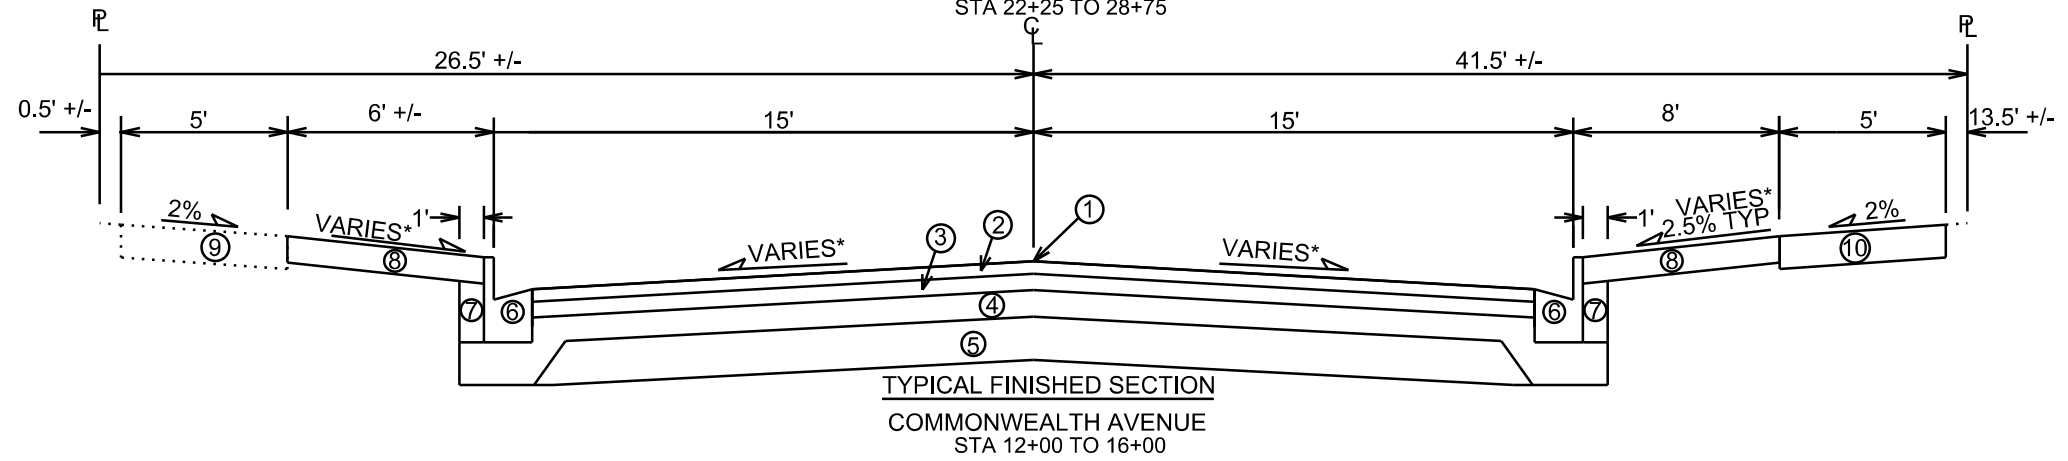 STA 22+25 TO 28+75
PL CL PL
26.5' +/- 41.5' +/-
0.5' +/- 5' 6' +/- 15' 15' 8' 5' 13.5' +/-
2% VARIES* 1' VARIES* VARIES* 1' VARIES* 2.5% TYP 2%
1
2
3
9 8 8 10
7 6 4 6 7
5
TYPICAL FINISHED SECTION
COMMONWEALTH AVENUE
STA 12+00 TO 16+00